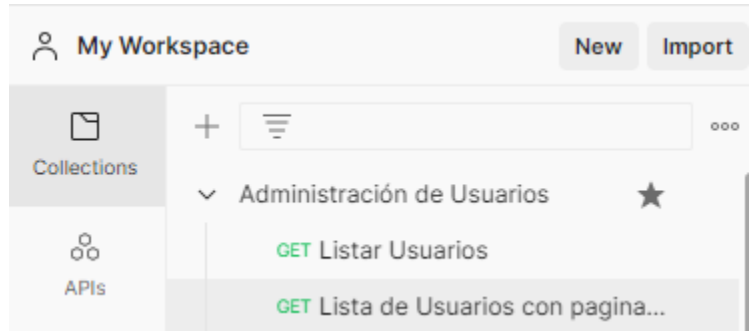 My Workspace
New
Import
Collections
APIs
Administración de Usuarios
GET Listar Usuarios
GET Lista de Usuarios con pagina...